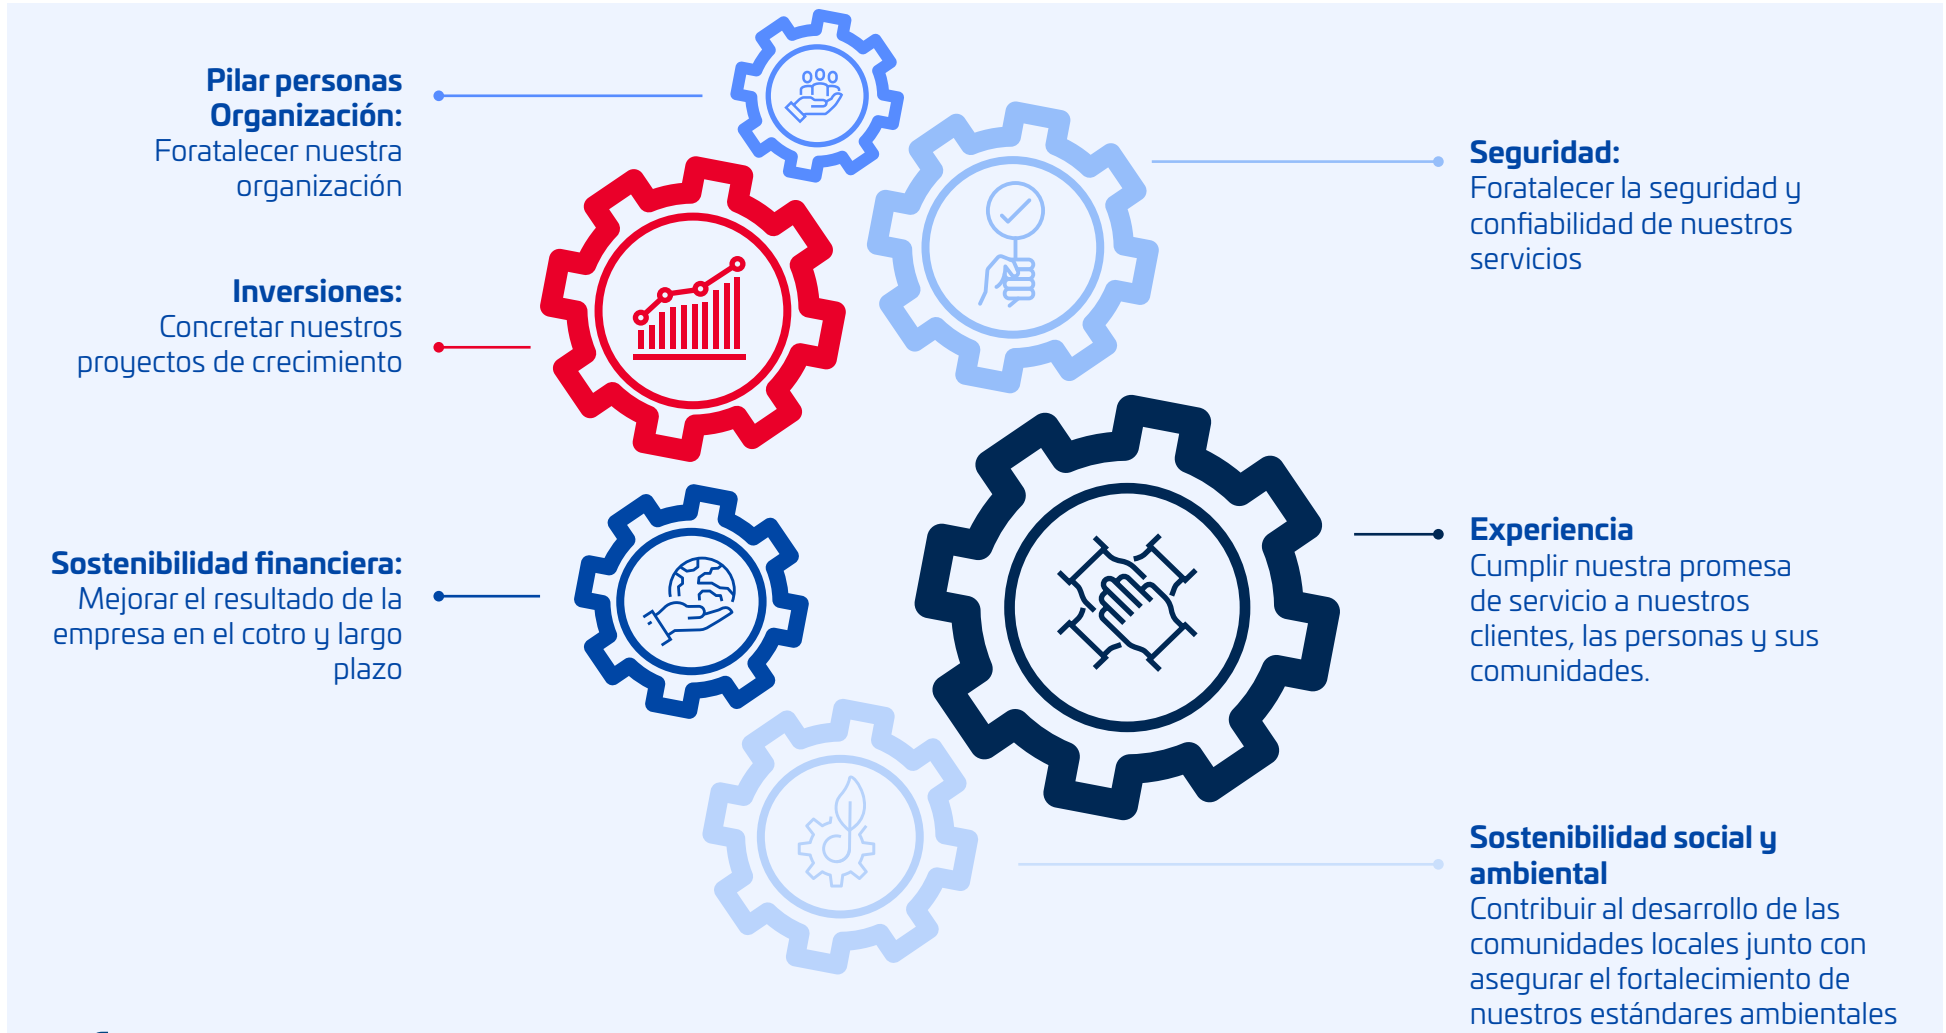 Pilar personas
Organización:
Foratalecer nuestra
organización
Inversiones:
Concretar nuestros
proyectos de crecimiento
Sostenibilidad financiera:
Mejorar el resultado de la
empresa en el cotro y largo
plazo
Seguridad:
Foratalecer la seguridad y
confiabilidad de nuestros
servicios
Experiencia
Cumplir nuestra promesa
de servicio a nuestros
clientes, las personas y sus
comunidades.
Sostenibilidad social y
ambiental
Contribuir al desarrollo de las
comunidades locales junto con
asegurar el fortalecimiento de
nuestros estándares ambientales